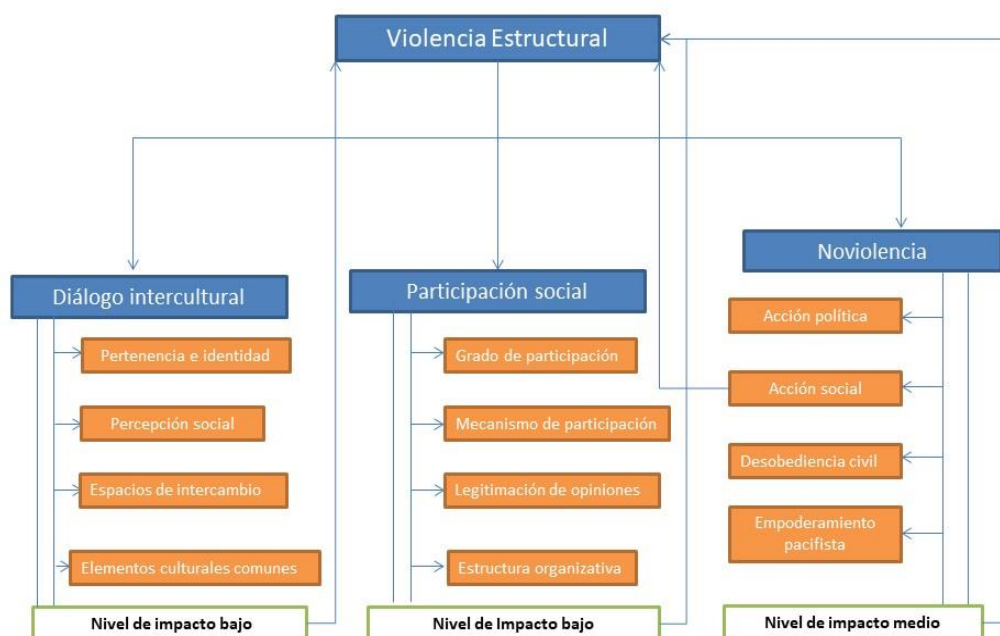 Violencia Estructural
Diálogo intercultural
Pertenencia e identidad
Percepción social
Espacios de intercambio
Elementos culturales comunes
Nivel de impacto bajo
Participación social
Grado de participación
Mecanismo de participación
Legitimación de opiniones
Estructura organizativa
Nivel de Impacto bajo
Noviolencia
Acción política
Acción social
Desobediencia civil
Empoderamiento
pacifista
Nivel de impacto medio